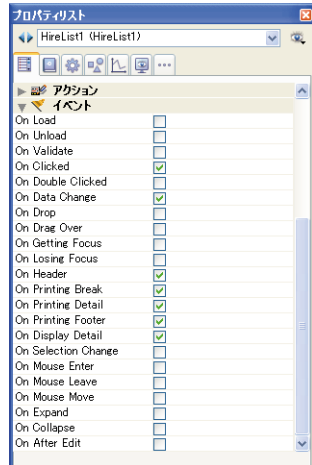 プロパティリスト
HireList1 (HireList1)
アクション
イベント
On Load
On Unload
On Validate
On Clicked
On Double Clicked
On Data Change
On Drop
On Drag Over
On Getting Focus
On Losing Focus
On Header
On Printing Break
On Printing Detail
On Printing Footer
On Display Detail
On Selection Change
On Mouse Enter
On Mouse Leave
On Mouse Move
On Expand
On Collapse
On After Edit